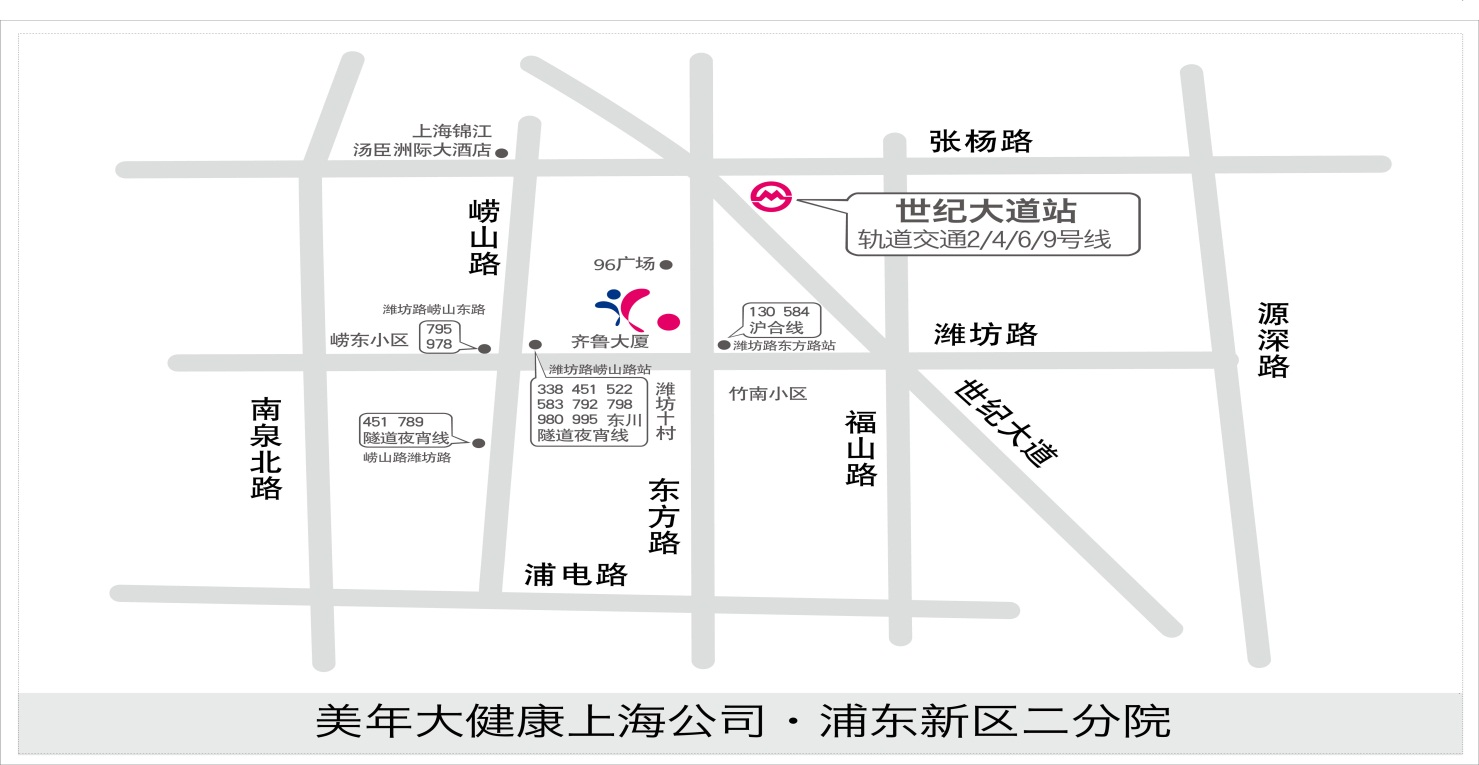 上海锦江
汤臣洲际大酒店
张杨路
世纪大道站
轨道交通2/4/6/9号线
崂山路
96广场
潍坊路崂山东路
崂东小区
795
978
齐鲁大厦
130 584
沪合线
潍坊路东方路站
潍坊路
源深路
潍坊路崂山路站
338 451 522
583 792 798
980 995 东川
隧道夜宵线
潍坊十村
竹南小区
世纪大道
南泉北路
451 789
隧道夜宵线
崂山路潍坊路
福山路
东方路
浦电路
美年大健康上海公司·浦东新区二分院